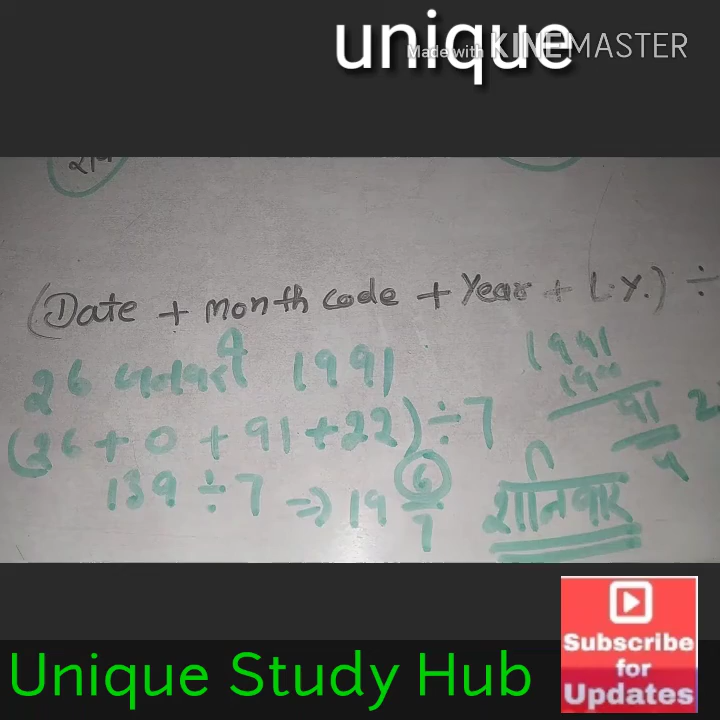 unique
Made with KINEMASTER
(Date + month code + Year + L.Y.) ÷
26 जनवरी 1991
(26 + 0 + 91 + 22) ÷ 7
139 ÷ 7 ⇒ 19 6/7
1991
1900
91
4
शनिवार
Unique Study Hub
Subscribe
for
Updates